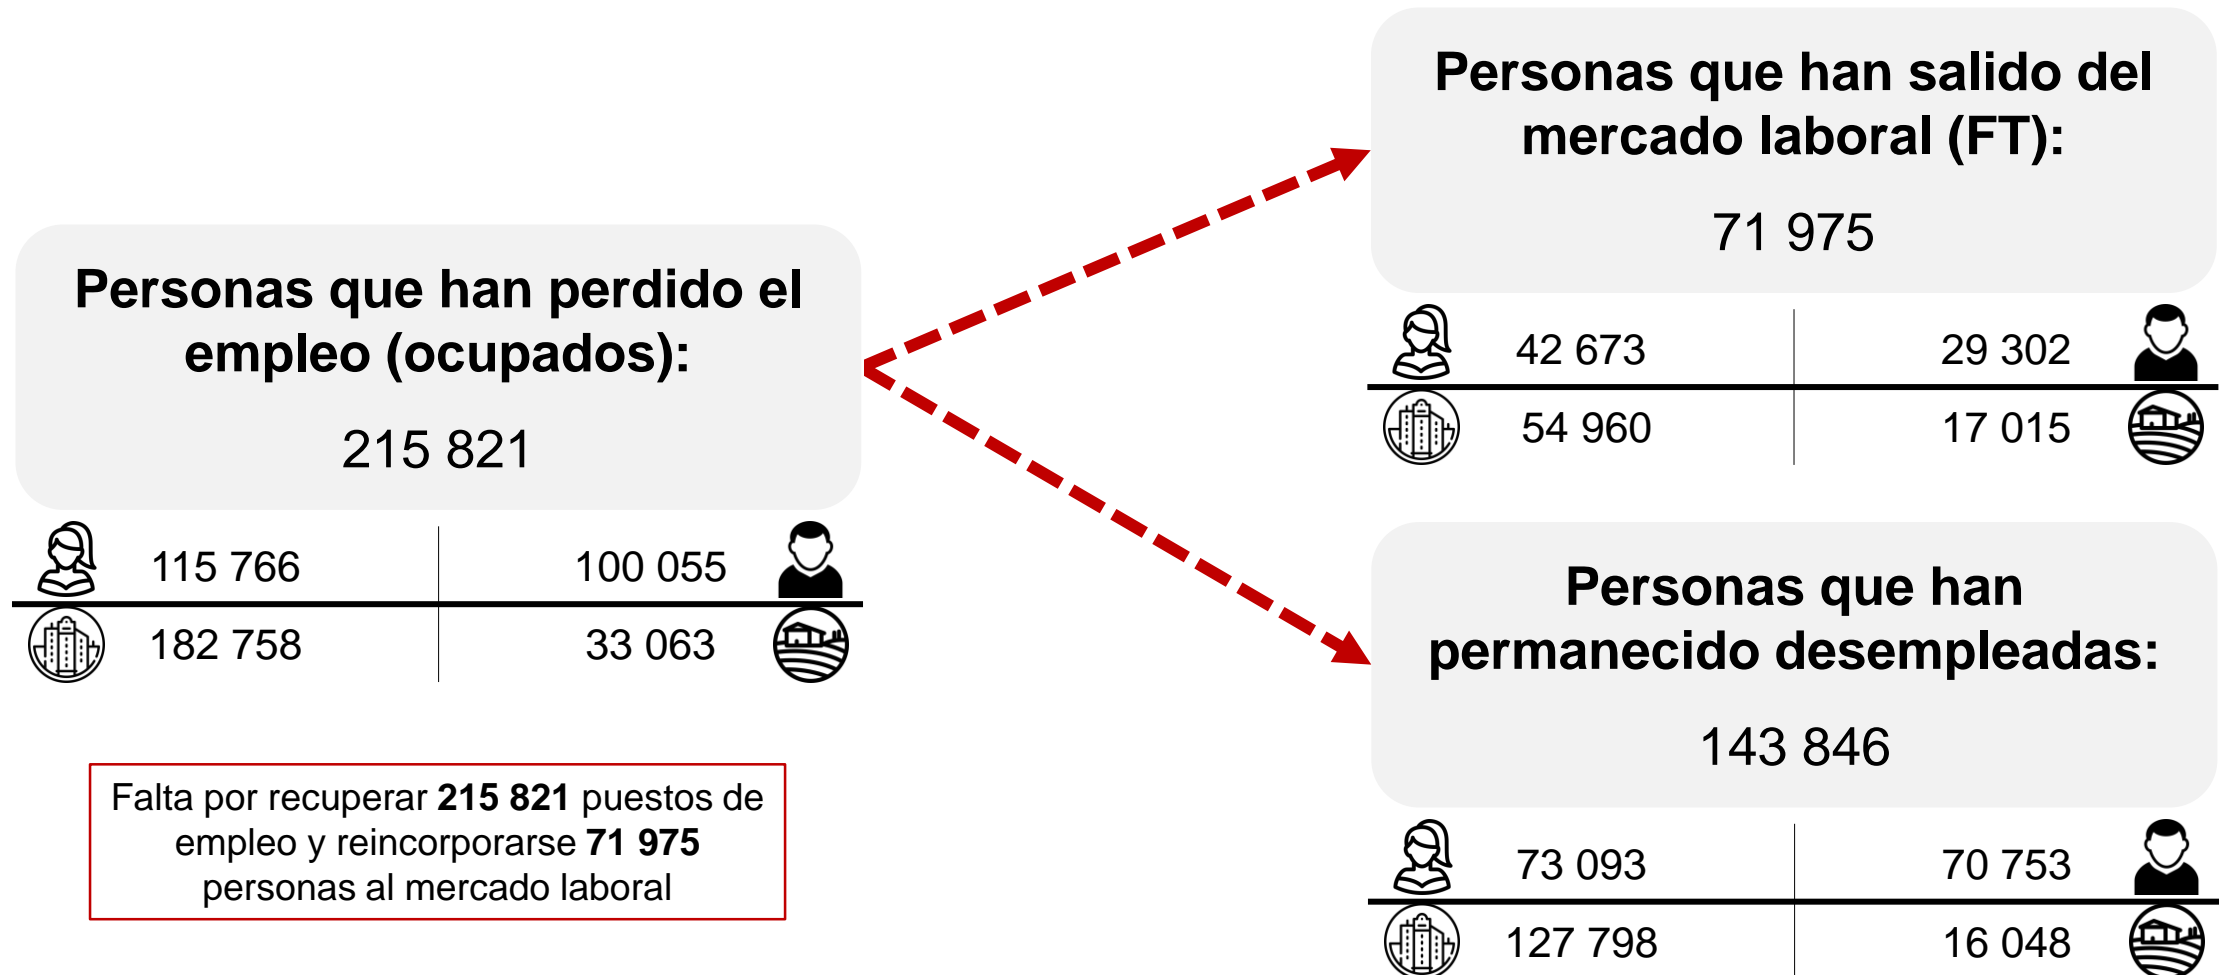 Personas que han perdido el
empleo (ocupados):
215 821
115 766
100 055
182 758
33 063
Falta por recuperar 215 821 puestos de
empleo y reincorporarse 71 975
personas al mercado laboral
Personas que han salido del
mercado laboral (FT):
71 975
42 673
29 302
54 960
17 015
Personas que han
permanecido desempleadas:
143 846
73 093
70 753
127 798
16 048